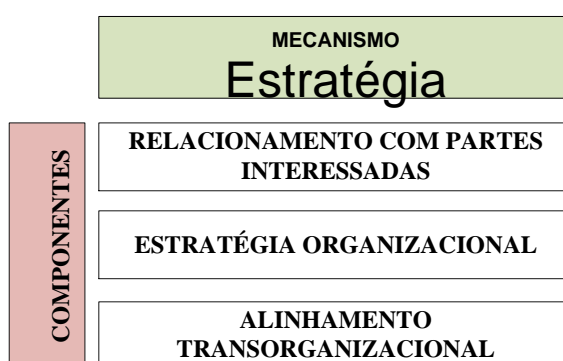 MECANISMO
Estratégia
COMPONENTES
RELACIONAMENTO COM PARTES
INTERESSADAS
ESTRATÉGIA ORGANIZACIONAL
ALINHAMENTO
TRANSORGANIZACIONAL